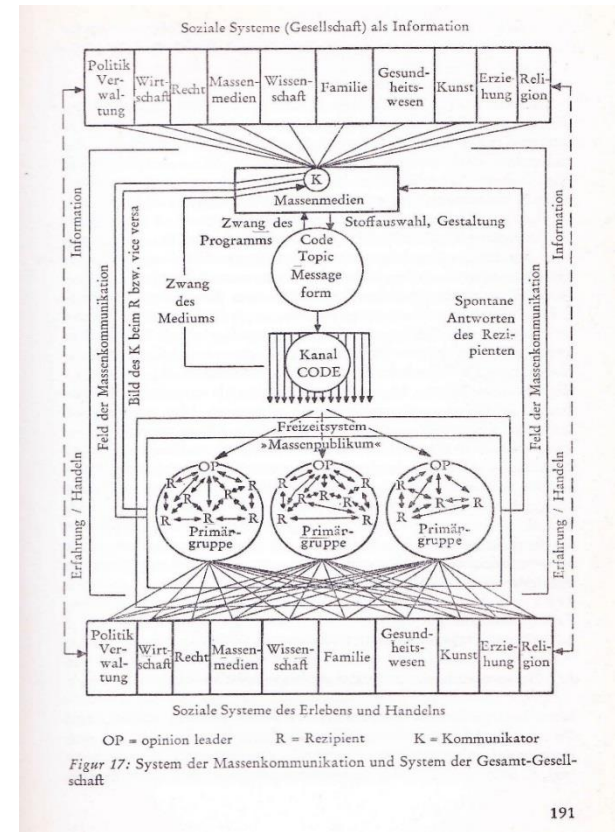 Soziale Systeme (Gesellschaft) als Information
Politik Ver- wal- tung
Wirt- schaft
Recht
Massen- medien
Wissen- schaft
Familie
Gesund- heits- wesen
Kunst
Erzie- hung
Reli- gion
K
Massenmedien
Zwang des
Programms
Stoffauswahl, Gestaltung
Code
Topic
Message
form
Zwang
des
Mediums
Kanal
CODE
Spontane
Antworten
des Rezi-
pienten
Information
Erfahrung / Handeln
Feld der Massenkommunikation
Bild des K beim R bzw. vice versa
Feld der Massenkommunikation
Information
Erfahrung / Handeln
Freizeitsystem
»Massenpublikum«
OP
R
R
R
R
R
R
R
Primär-
gruppe
OP
R
R
R
R
R
R
R
Primär-
gruppe
OP
R
R
R
R
R
Primär-
gruppe
Politik Ver- wal- tung
Wirt- schaft
Recht
Massen- medien
Wissen- schaft
Familie
Gesund- heits- wesen
Kunst
Erzie- hung
Reli- gion
Soziale Systeme des Erlebens und Handelns
OP = opinion leader R = Rezipient K = Kommunikator
Figur 17: System der Massenkommunikation und System der Gesamt-Gesell-
schaft
191